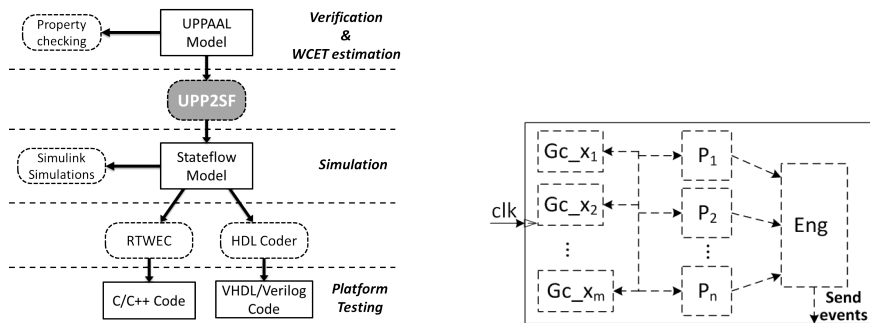 Property
checking
UPPAAL
Model
Verification
&
WCET estimation
UPP2SF
Simulink
Simulations
Stateflow
Model
Simulation
RTWEC
HDL Coder
C/C++ Code
VHDL/Verilog
Code
Platform
Testing
clk
Gc_x1
Gc_x2
⋮
Gc_xm
P1
P2
⋮
Pn
Eng
Send
events